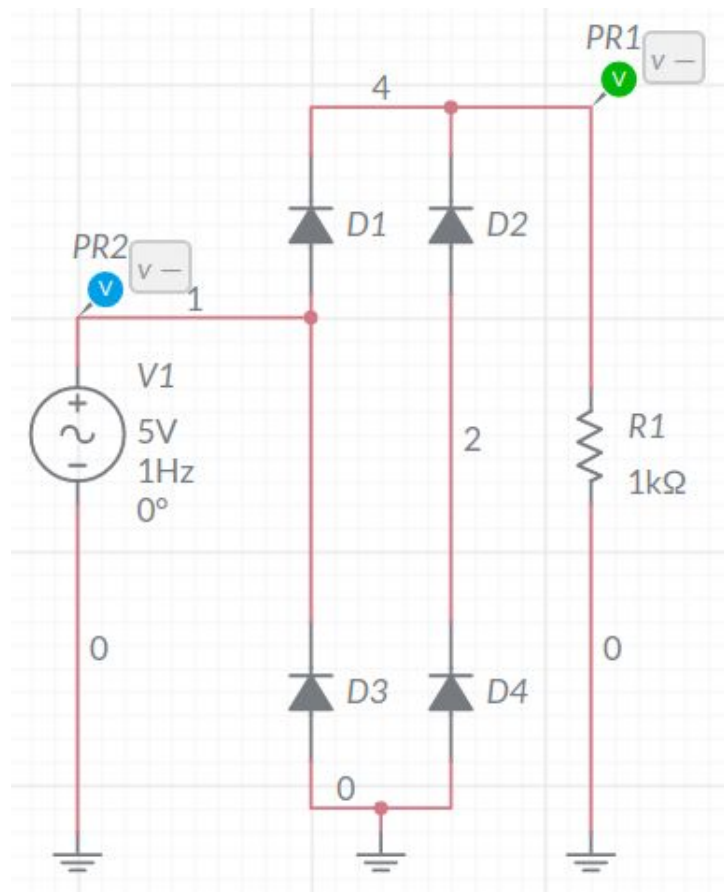 PR1
V
v —
4
D1
D2
PR2
V
v —
1
V1
+
5V
1Hz
0°
−
2
R1
1kΩ
0
0
D3
D4
0